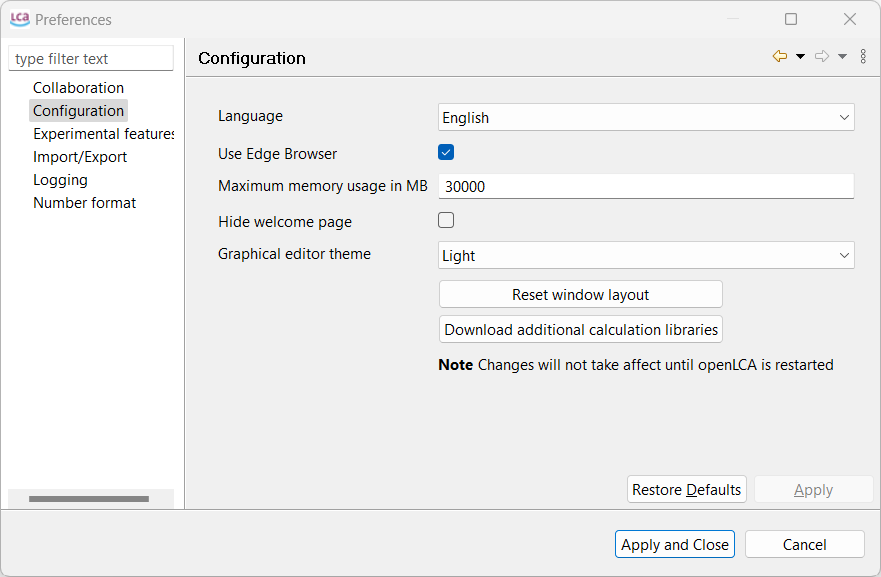 LCA Preferences
type filter text
Collaboration
Configuration
Experimental features
Import/Export
Logging
Number format
Configuration
Language English
Use Edge Browser
Maximum memory usage in MB 30000
Hide welcome page
Graphical editor theme Light
Reset window layout
Download additional calculation libraries
Note Changes will not take affect until openLCA is restarted
Restore Defaults Apply
Apply and Close Cancel